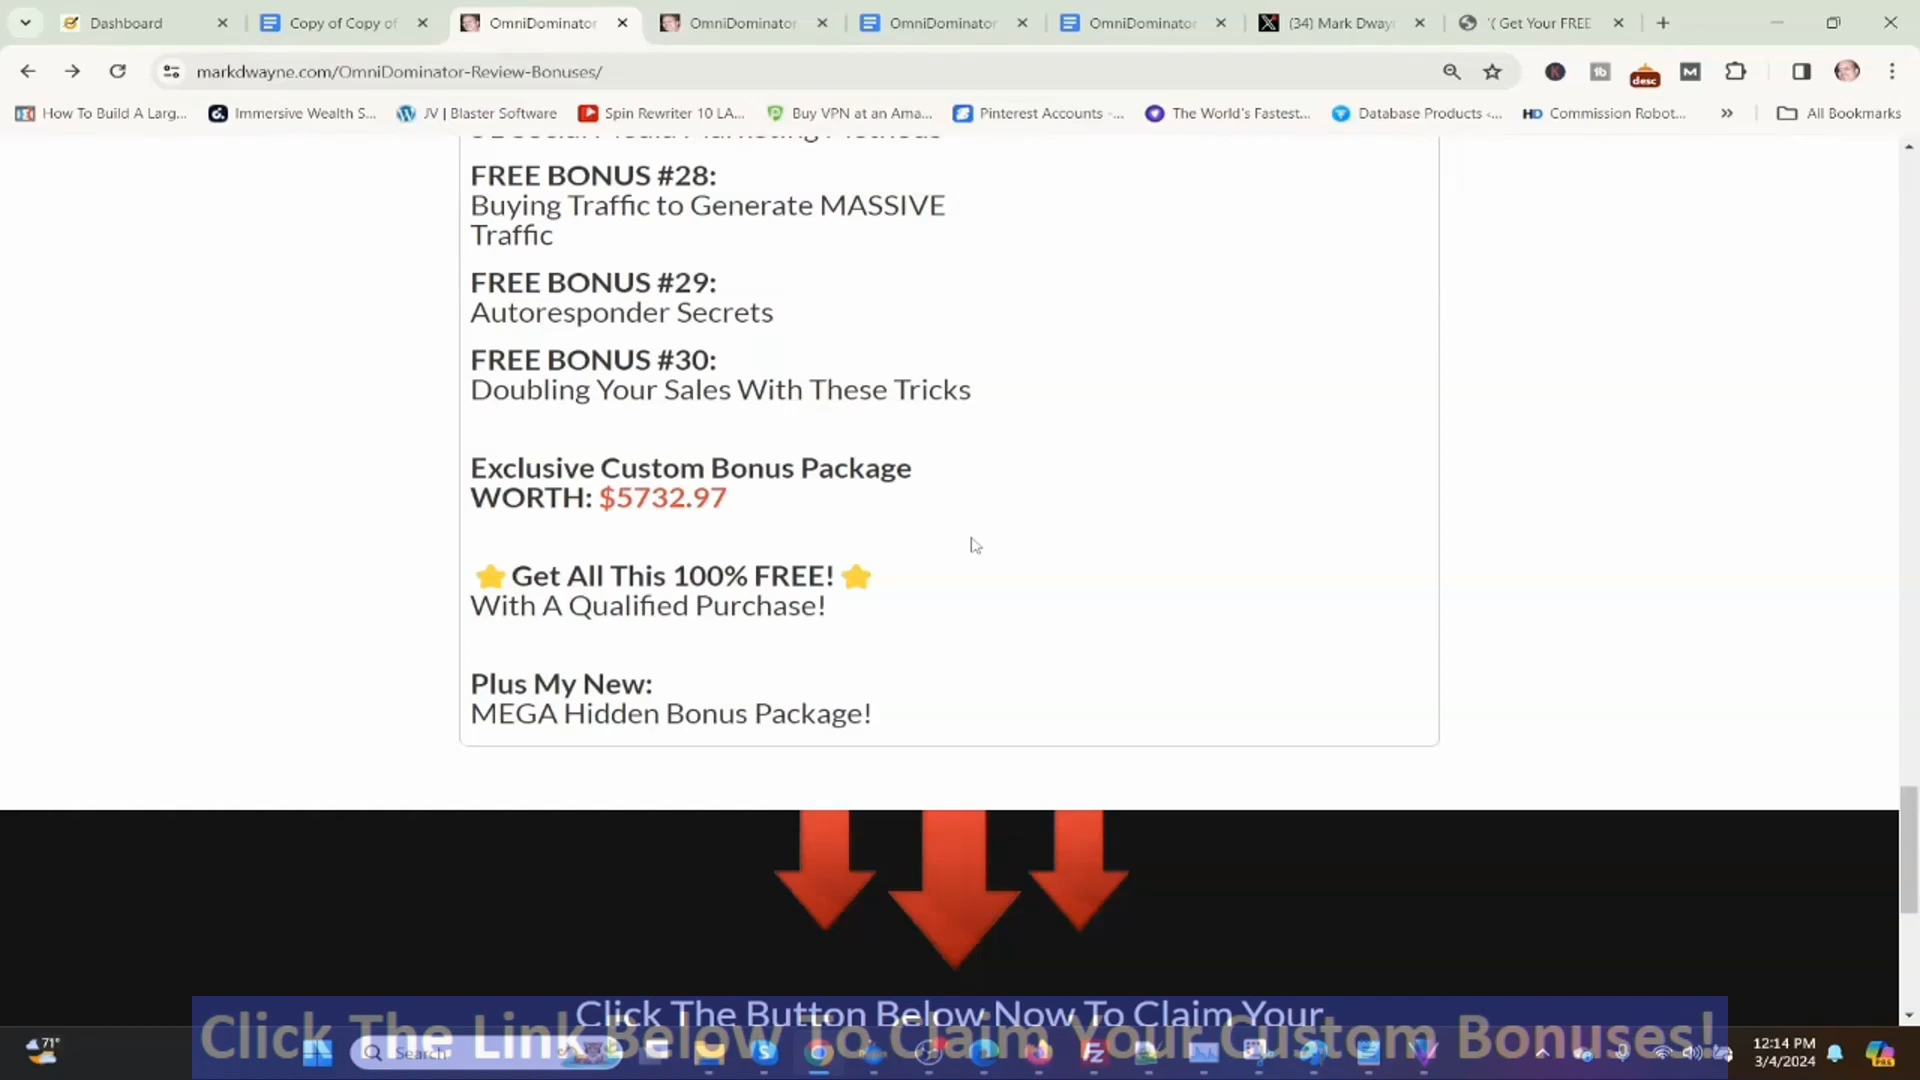 Dashboard
Copy of Copy of
OmniDominator
OmniDominator
OmniDominator
OmniDominator
(34) Mark Dway
'( Get Your FREE
markdwayne.com/OmniDominator-Review-Bonuses/
desc
How To Build A Larg...
Immersive Wealth S...
JV | Blaster Software
Spin Rewriter 10 LA...
Buy VPN at an Ama...
Pinterest Accounts -...
The World's Fastest...
Database Products <...
HD Commission Robot...
All Bookmarks
FREE BONUS #28:
Buying Traffic to Generate MASSIVE
Traffic
FREE BONUS #29:
Autoresponder Secrets
FREE BONUS #30:
Doubling Your Sales With These Tricks
Exclusive Custom Bonus Package
WORTH: $5732.97
Get All This 100% FREE!
With A Qualified Purchase!
Plus My New:
MEGA Hidden Bonus Package!
Click The Button Below Now To Claim Your
Click The Link Below To Claim Your Custom Bonuses!
71°
Search
12:14 PM
3/4/2024